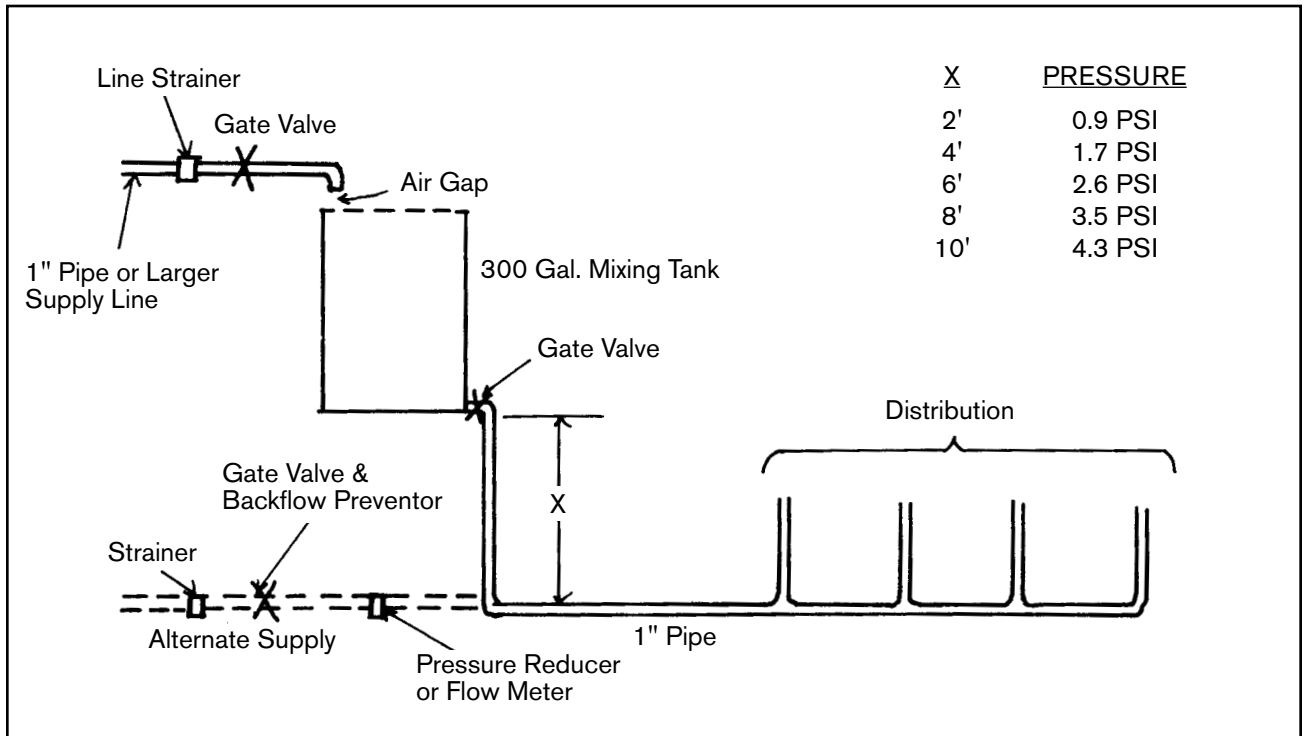 Line Strainer
Gate Valve
Air Gap
1" Pipe or Larger
Supply Line
300 Gal. Mixing Tank
X PRESSURE
2' 0.9 PSI
4' 1.7 PSI
6' 2.6 PSI
8' 3.5 PSI
10' 4.3 PSI
Gate Valve
Distribution
X
Gate Valve &
Backflow Preventor
Strainer
Alternate Supply
1" Pipe
Pressure Reducer
or Flow Meter